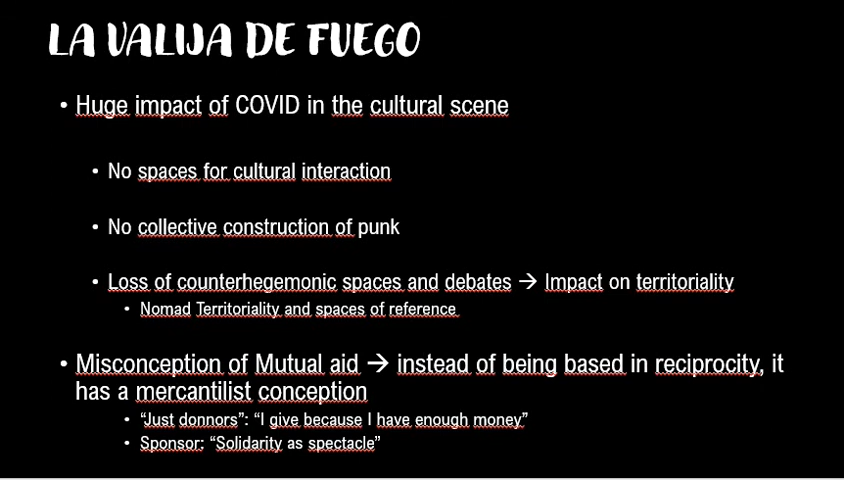 LA VALIJA DE FUEGO
• Huge impact of COVID in the cultural scene
• No spaces for cultural interaction
• No collective construction of punk
• Loss of counterhegemonic spaces and debates → Impact on territoriality
• Nomad Territoriality and spaces of reference
• Misconception of Mutual aid → instead of being based in reciprocity, it
has a mercantilist conception
• “Just donnors”: “I give because I have enough money”
• Sponsor: “Solidarity as spectacle”